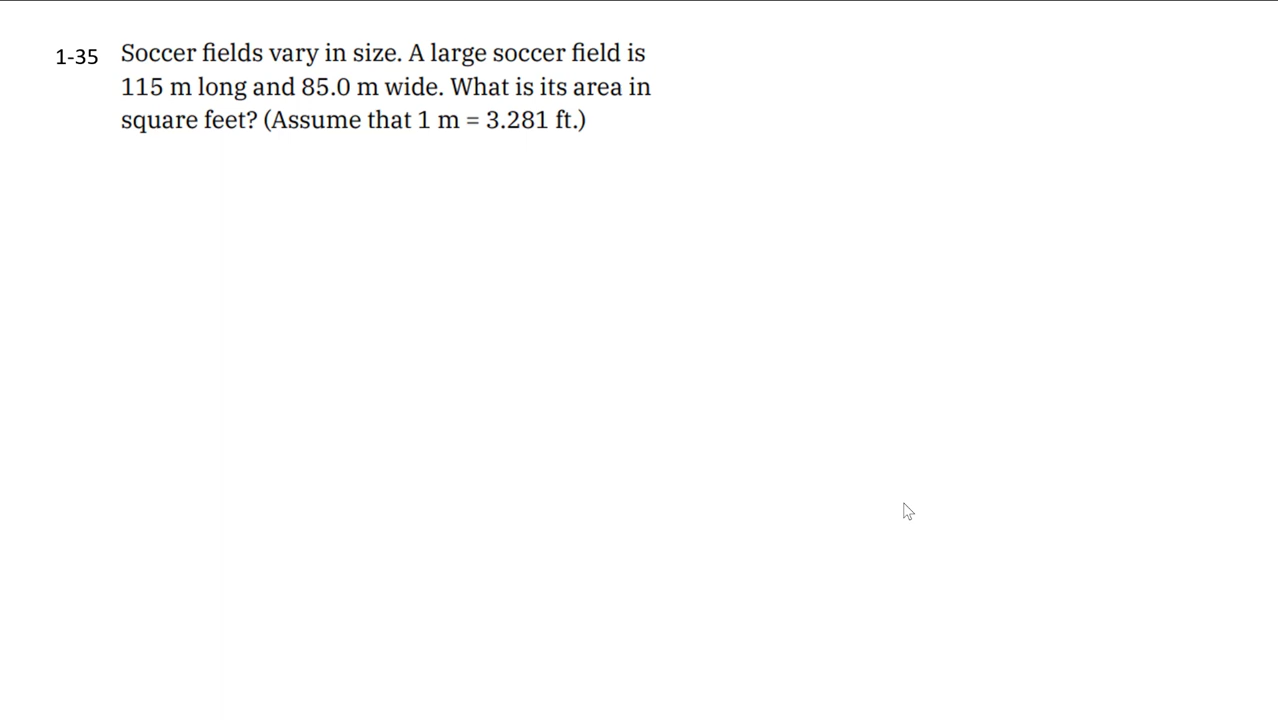 1-35 Soccer fields vary in size. A large soccer field is
115 m long and 85.0 m wide. What is its area in
square feet? (Assume that 1 m = 3.281 ft.)